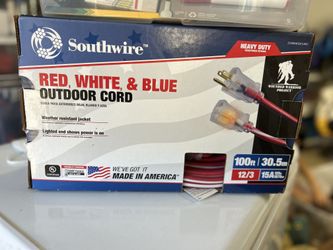 Southwire™
HEAVY DUTY
RED, WHITE, & BLUE
OUTDOOR CORD
WOUNDED WARRIOR
PROJECT
Weather resistant jacket
Lighted end shows power is on
100ft 30.5m
12/3 15A
WE'VE GOT IT
MADE IN AMERICA